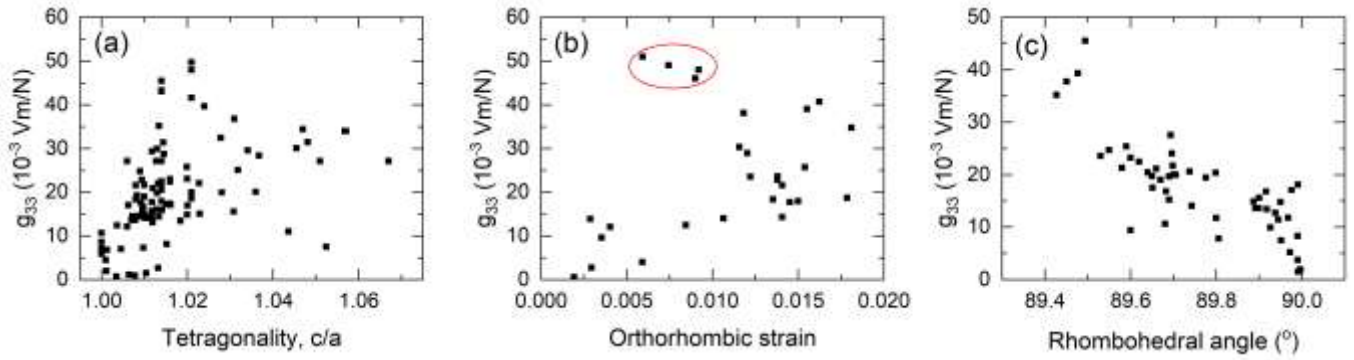 (a)
g33 (10-3 Vm/N)
60
50
40
30
20
10
0
1.00 1.02 1.04 1.06
Tetragonality, c/a
(b)
g33 (10-3 Vm/N)
60
50
40
30
20
10
0
0.000 0.005 0.010 0.015 0.020
Orthorhombic strain
(c)
g33 (10-3 Vm/N)
50
40
30
20
10
0
89.4 89.6 89.8 90.0
Rhombohedral angle (o)